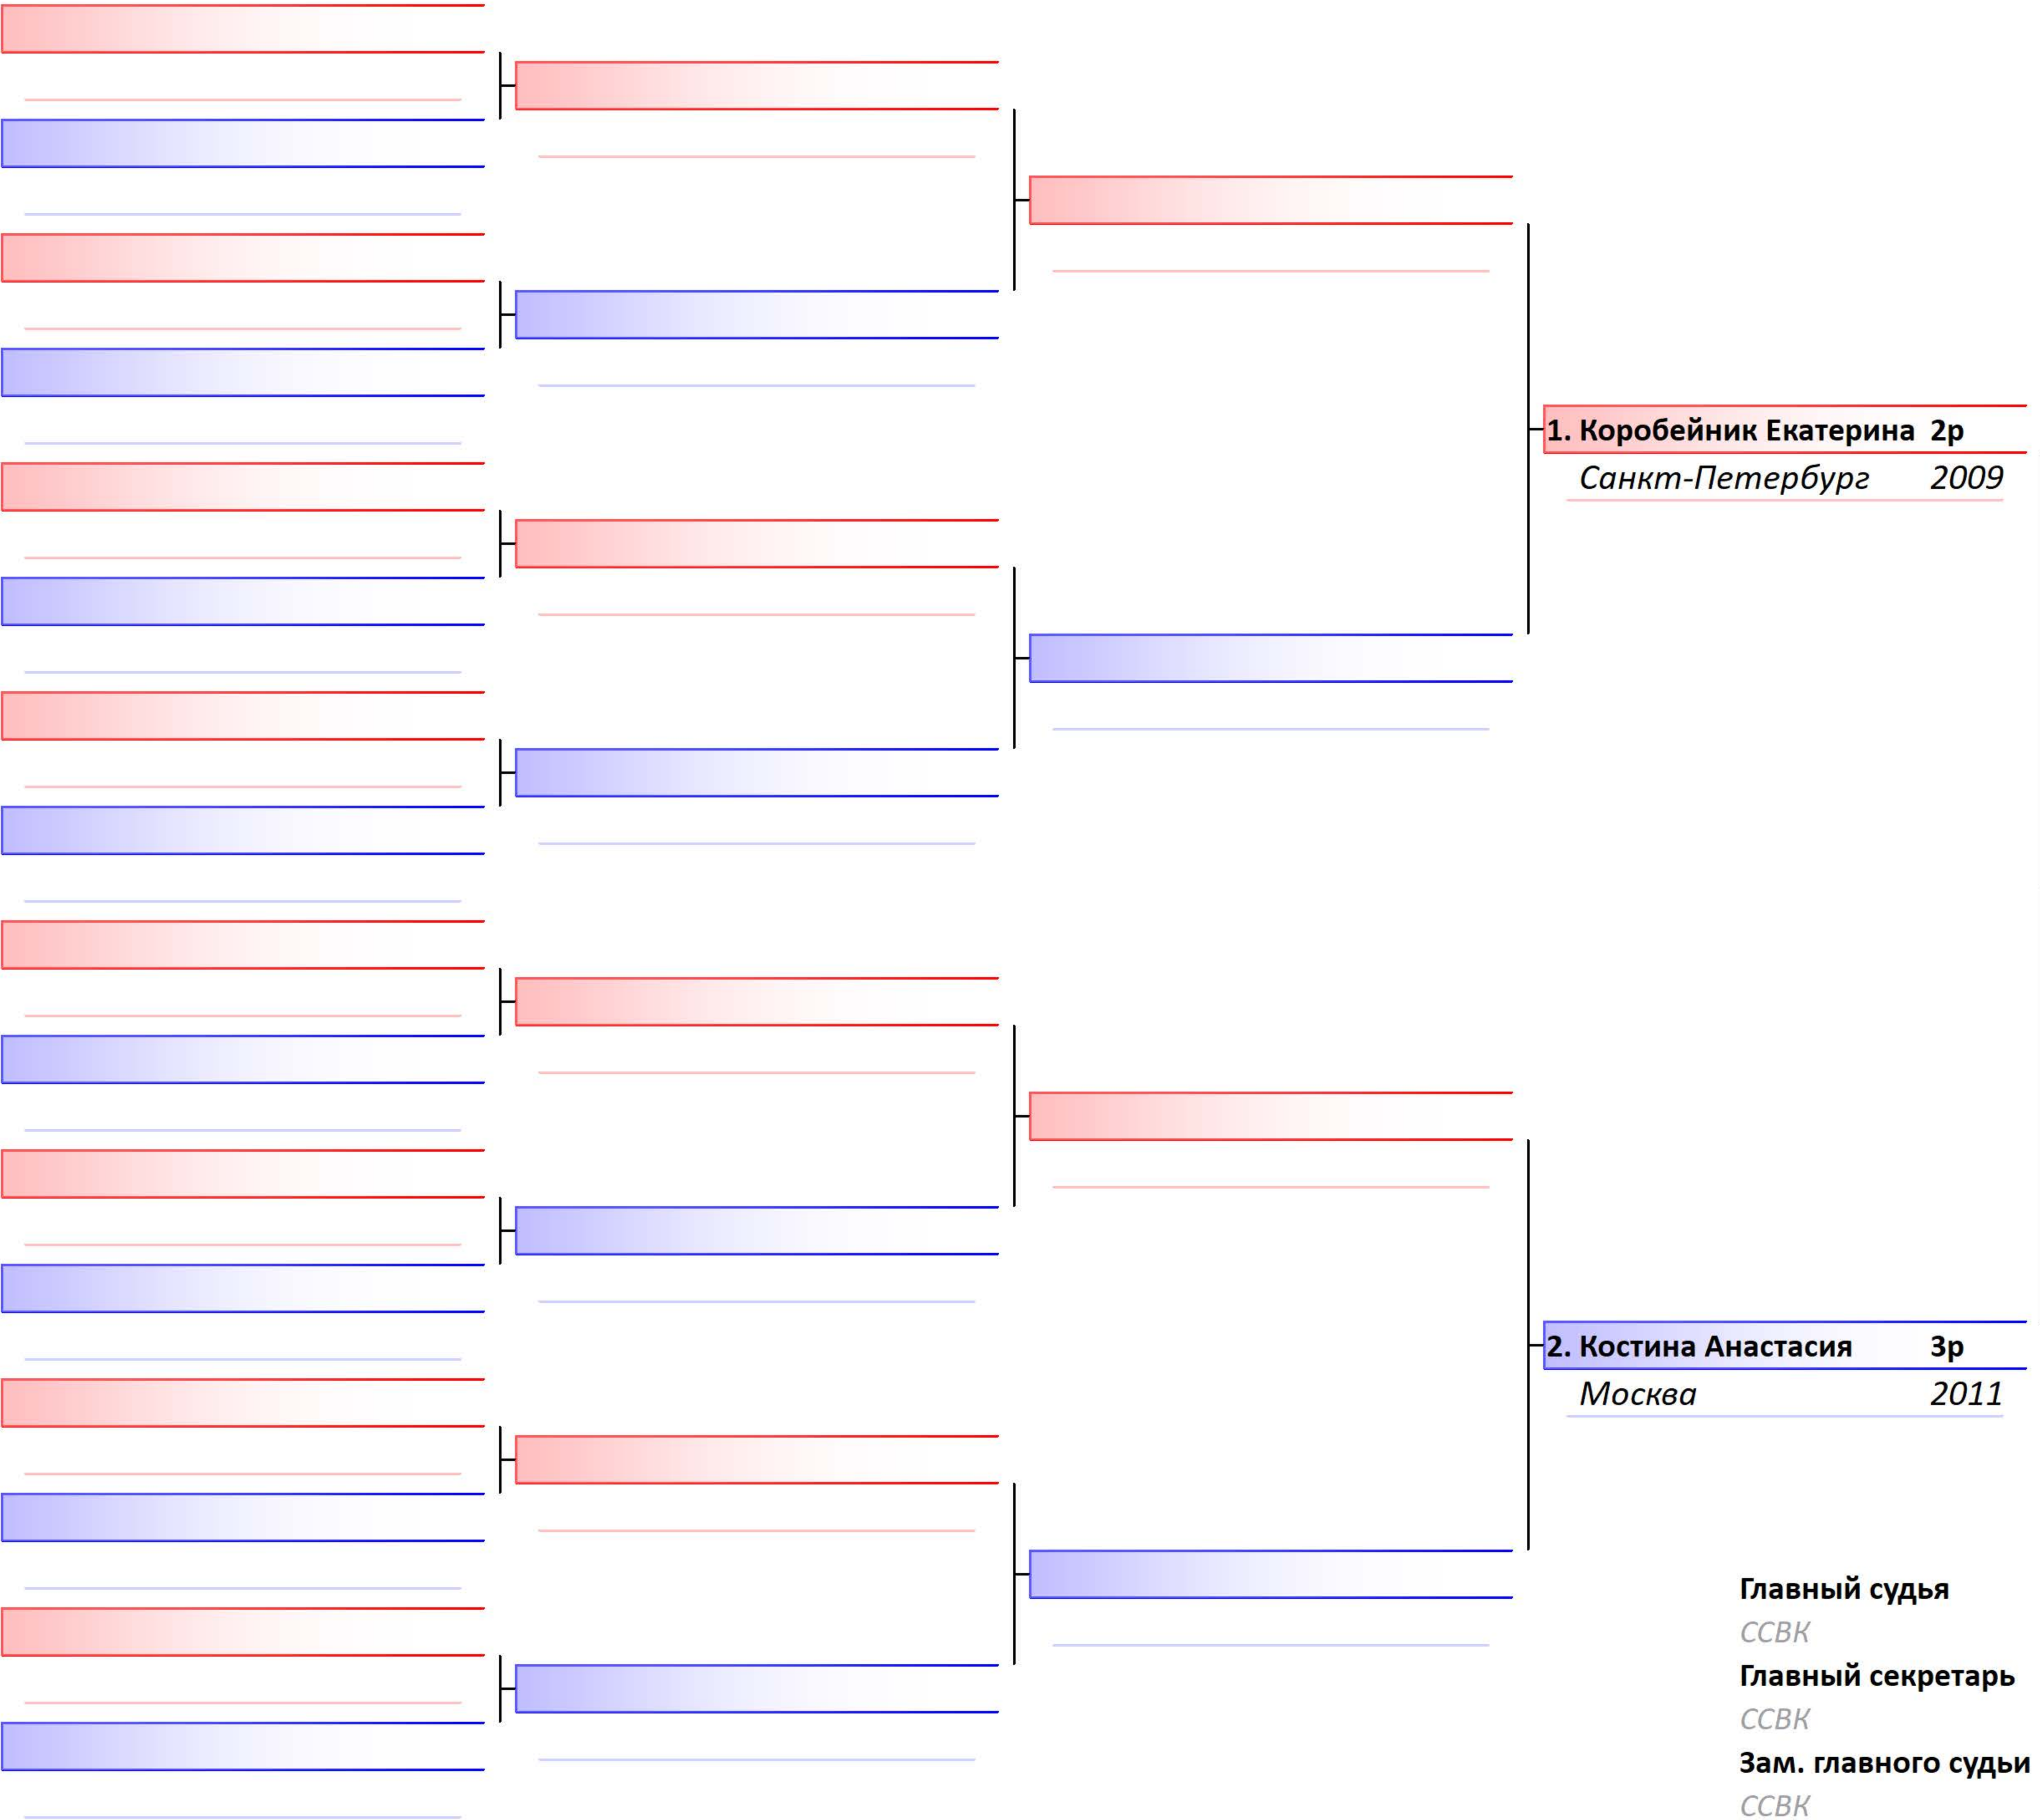 1. Коробейник Екатерина 2р
Санкт-Петербург 2009
2. Костина Анастасия 3р
Москва 2011
Главный судья
ССВК
Главный секретарь
ССВК
Зам. главного судьи
ССВК